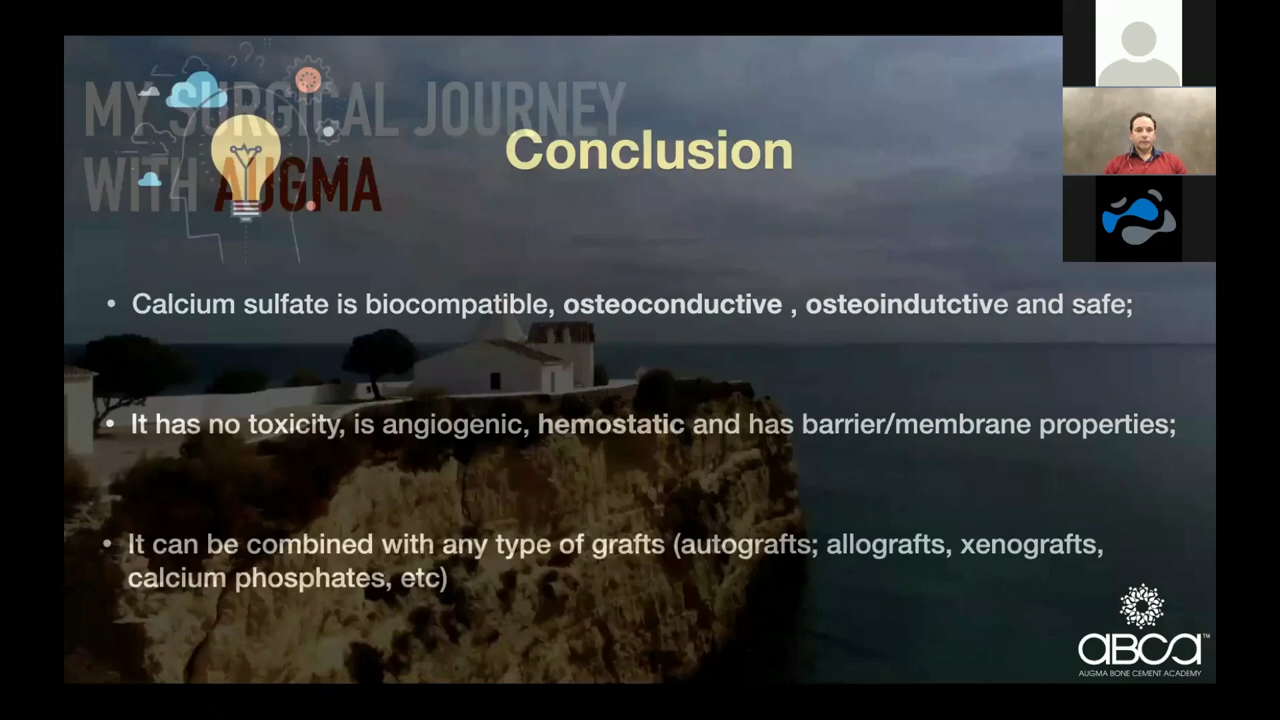 MY SURGICAL JOURNEY
WITH AUGMA
Conclusion
• Calcium sulfate is biocompatible, osteoconductive , osteoindutctive and safe;
• It has no toxicity, is angiogenic, hemostatic and has barrier/membrane properties;
• It can be combined with any type of grafts (autografts; allografts, xenografts,
calcium phosphates, etc)
ABCA™
AUGMA BONE CEMENT ACADEMY